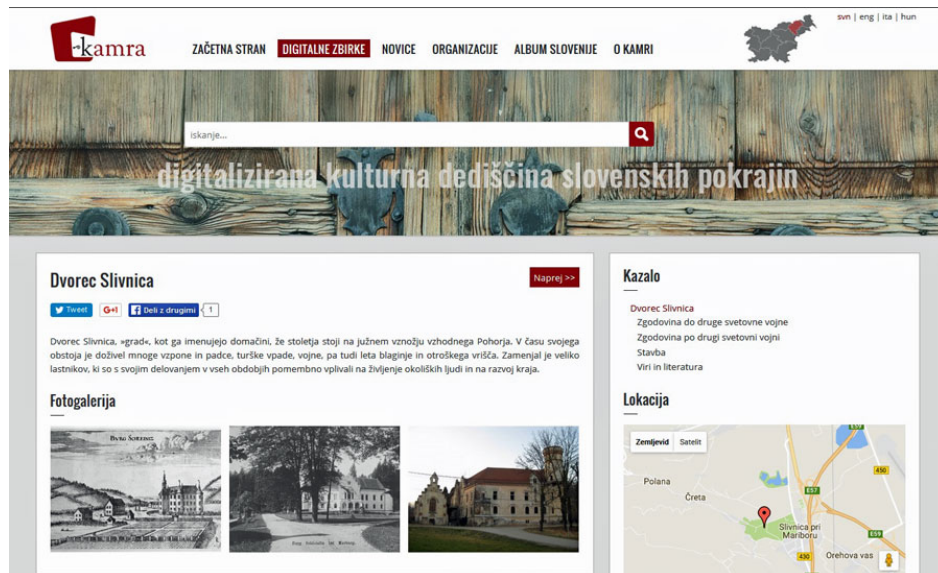 svn | eng | ita | hun
kamra
ZAČETNA STRAN DIGITALNE ZBIRKE NOVICE ORGANIZACIJE ALBUM SLOVENIJE O KAMRI
iskanje...
digitalizirana kulturna dediščina slovenskih pokrajin
Dvorec Slivnica
Naprej >>
Tweet G+1 Deli z drugimi 1
Dvorec Slivnica, »grad«, kot ga imenujejo domačini, že stoletja stoji na južnem vznožju vzhodnega Pohorja. V času svojega
obstoja je doživel mnoge vzpone in padce, turške vpade, vojne, pa tudi leta blaginje in otroškega vrišča. Zamenjal je veliko
lastnikov, ki so s svojim delovanjem v vseh obdobjih pomembno vplivali na življenje okoliških ljudi in na razvoj kraja.
Fotogalerija
Kazalo
Dvorec Slivnica
Zgodovina do druge svetovne vojne
Zgodovina po drugi svetovni vojni
Stavba
Viri in literatura
Lokacija
Zemljevid Satelit
E59
Polana
Čreta
430
E57
Slivnica pri
Mariboru
E59
430
Orehova vas